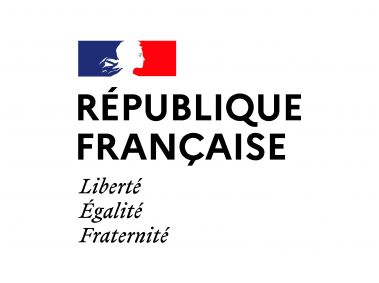 RÉPUBLIQUE
FRANÇAISE
Liberté
Égalité
Fraternité